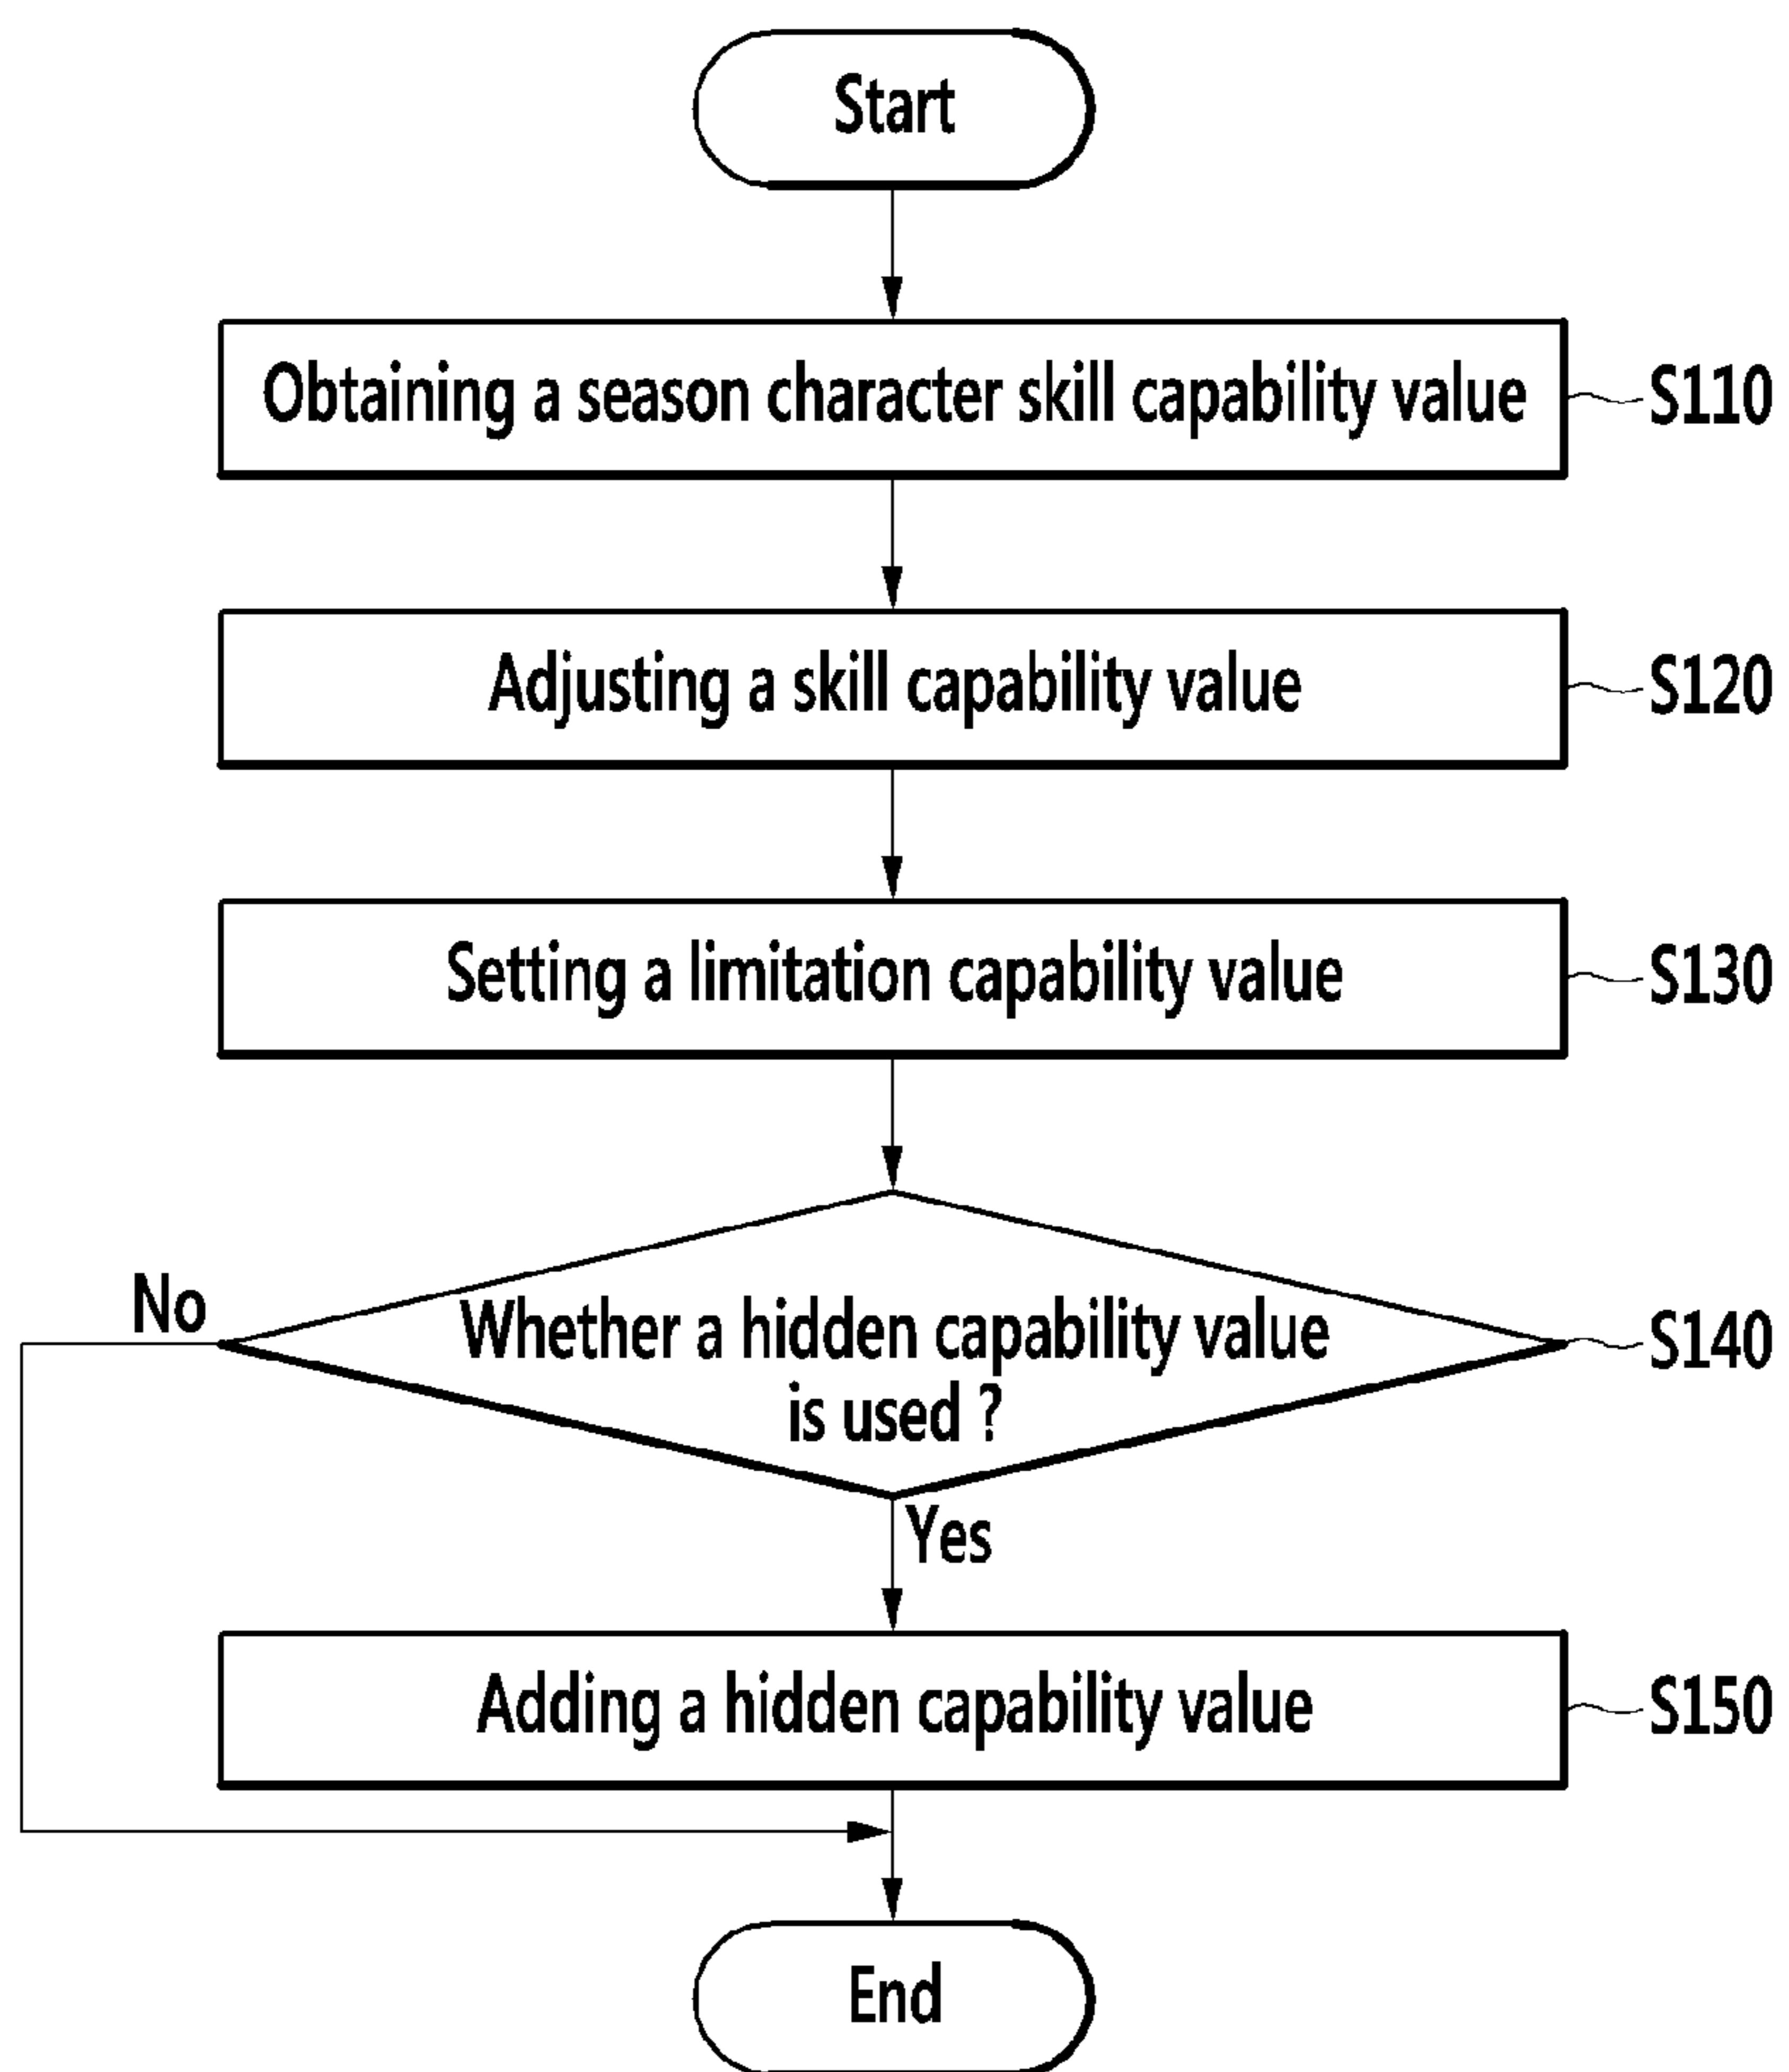 Start
Obtaining a season character skill capability value
S110
Adjusting a skill capability value
S120
Setting a limitation capability value
S130
No
Whether a hidden capability value
is used ?
S140
Yes
Adding a hidden capability value
S150
End